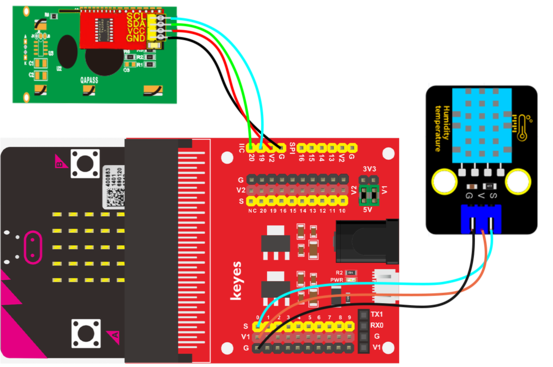 SCL
SDA
VCC
GND
QAPASS
Humidity
temperature
G V S
IIC
20 19 V2 G
SPI
16 15 14 13 V2 G
G
V2
S
NC 20 19 16 15 14 13 12 11 10
3V3
V2
V1
5V
keyes
R2
PWR
0 1 2 3 4 5 6 7 8 9
S
V1
G
TX1
RX0
G
V1
B
A